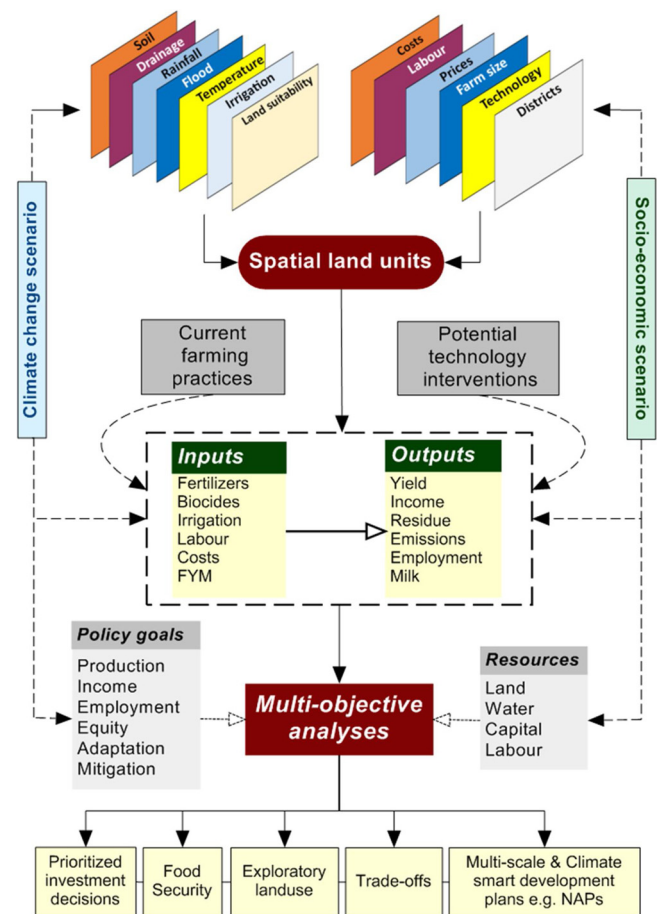 Soil
Drainage
Rainfall
Flood
Temperature
Irrigation
Land suitability
Costs
Labour
Prices
Farm size
Technology
Districts
Climate change scenario
Socio-economic scenario
Spatial land units
Current
farming
practices
Potential
technology
interventions
Inputs
Fertilizers
Biocides
Irrigation
Labour
Costs
FYM
Outputs
Yield
Income
Residue
Emissions
Employment
Milk
Policy goals
Production
Income
Employment
Equity
Adaptation
Mitigation
Multi-objective
analyses
Resources
Land
Water
Capital
Labour
Prioritized
investment
decisions
Food
Security
Exploratory
landuse
Trade-offs
Multi-scale & Climate
smart development
plans e.g. NAPs